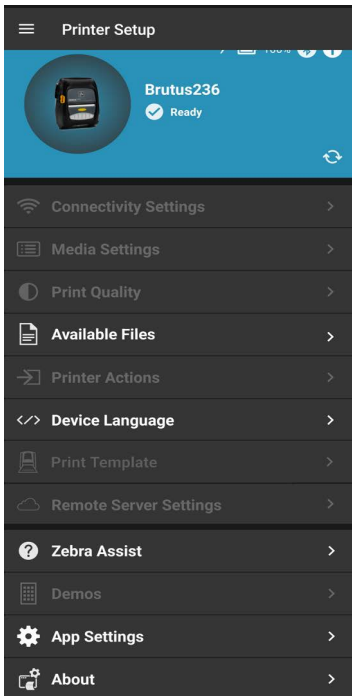 Printer Setup
100%
Brutus236
Ready
Connectivity Settings
Media Settings
Print Quality
Available Files
Printer Actions
Device Language
Print Template
Remote Server Settings
Zebra Assist
Demos
App Settings
About